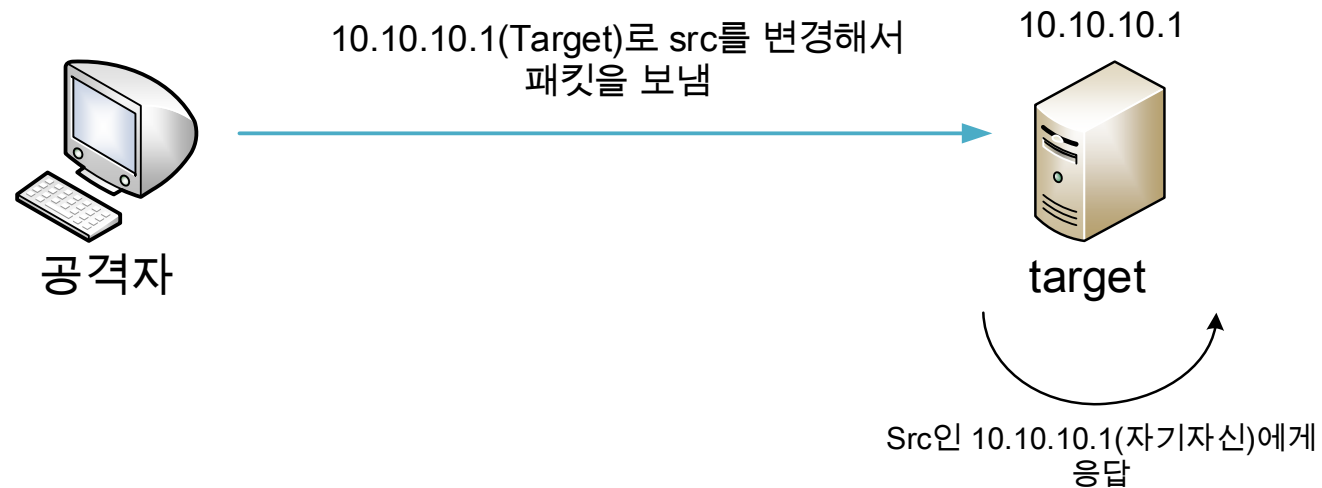 10.10.10.1(Target)로 src를 변경해서
패킷을 보냄
10.10.10.1
공격자
target
Src인 10.10.10.1(자기자신)에게
응답